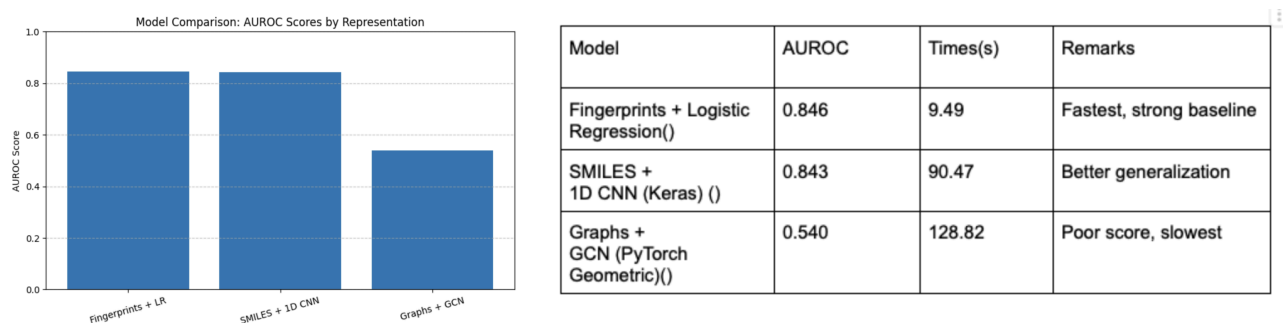 Model Comparison: AUROC Scores by Representation
1.0
0.8
0.6
0.4
0.2
0.0
AUROC Score
Fingerprints + LR
SMILES + 1D CNN
Graphs + GCN
Model AUROC Times(s) Remarks
Fingerprints + Logistic 0.846 9.49 Fastest, strong baseline
Regression()
SMILES + 0.843 90.47 Better generalization
1D CNN (Keras) ()
Graphs + 0.540 128.82 Poor score, slowest
GCN (PyTorch
Geometric)()